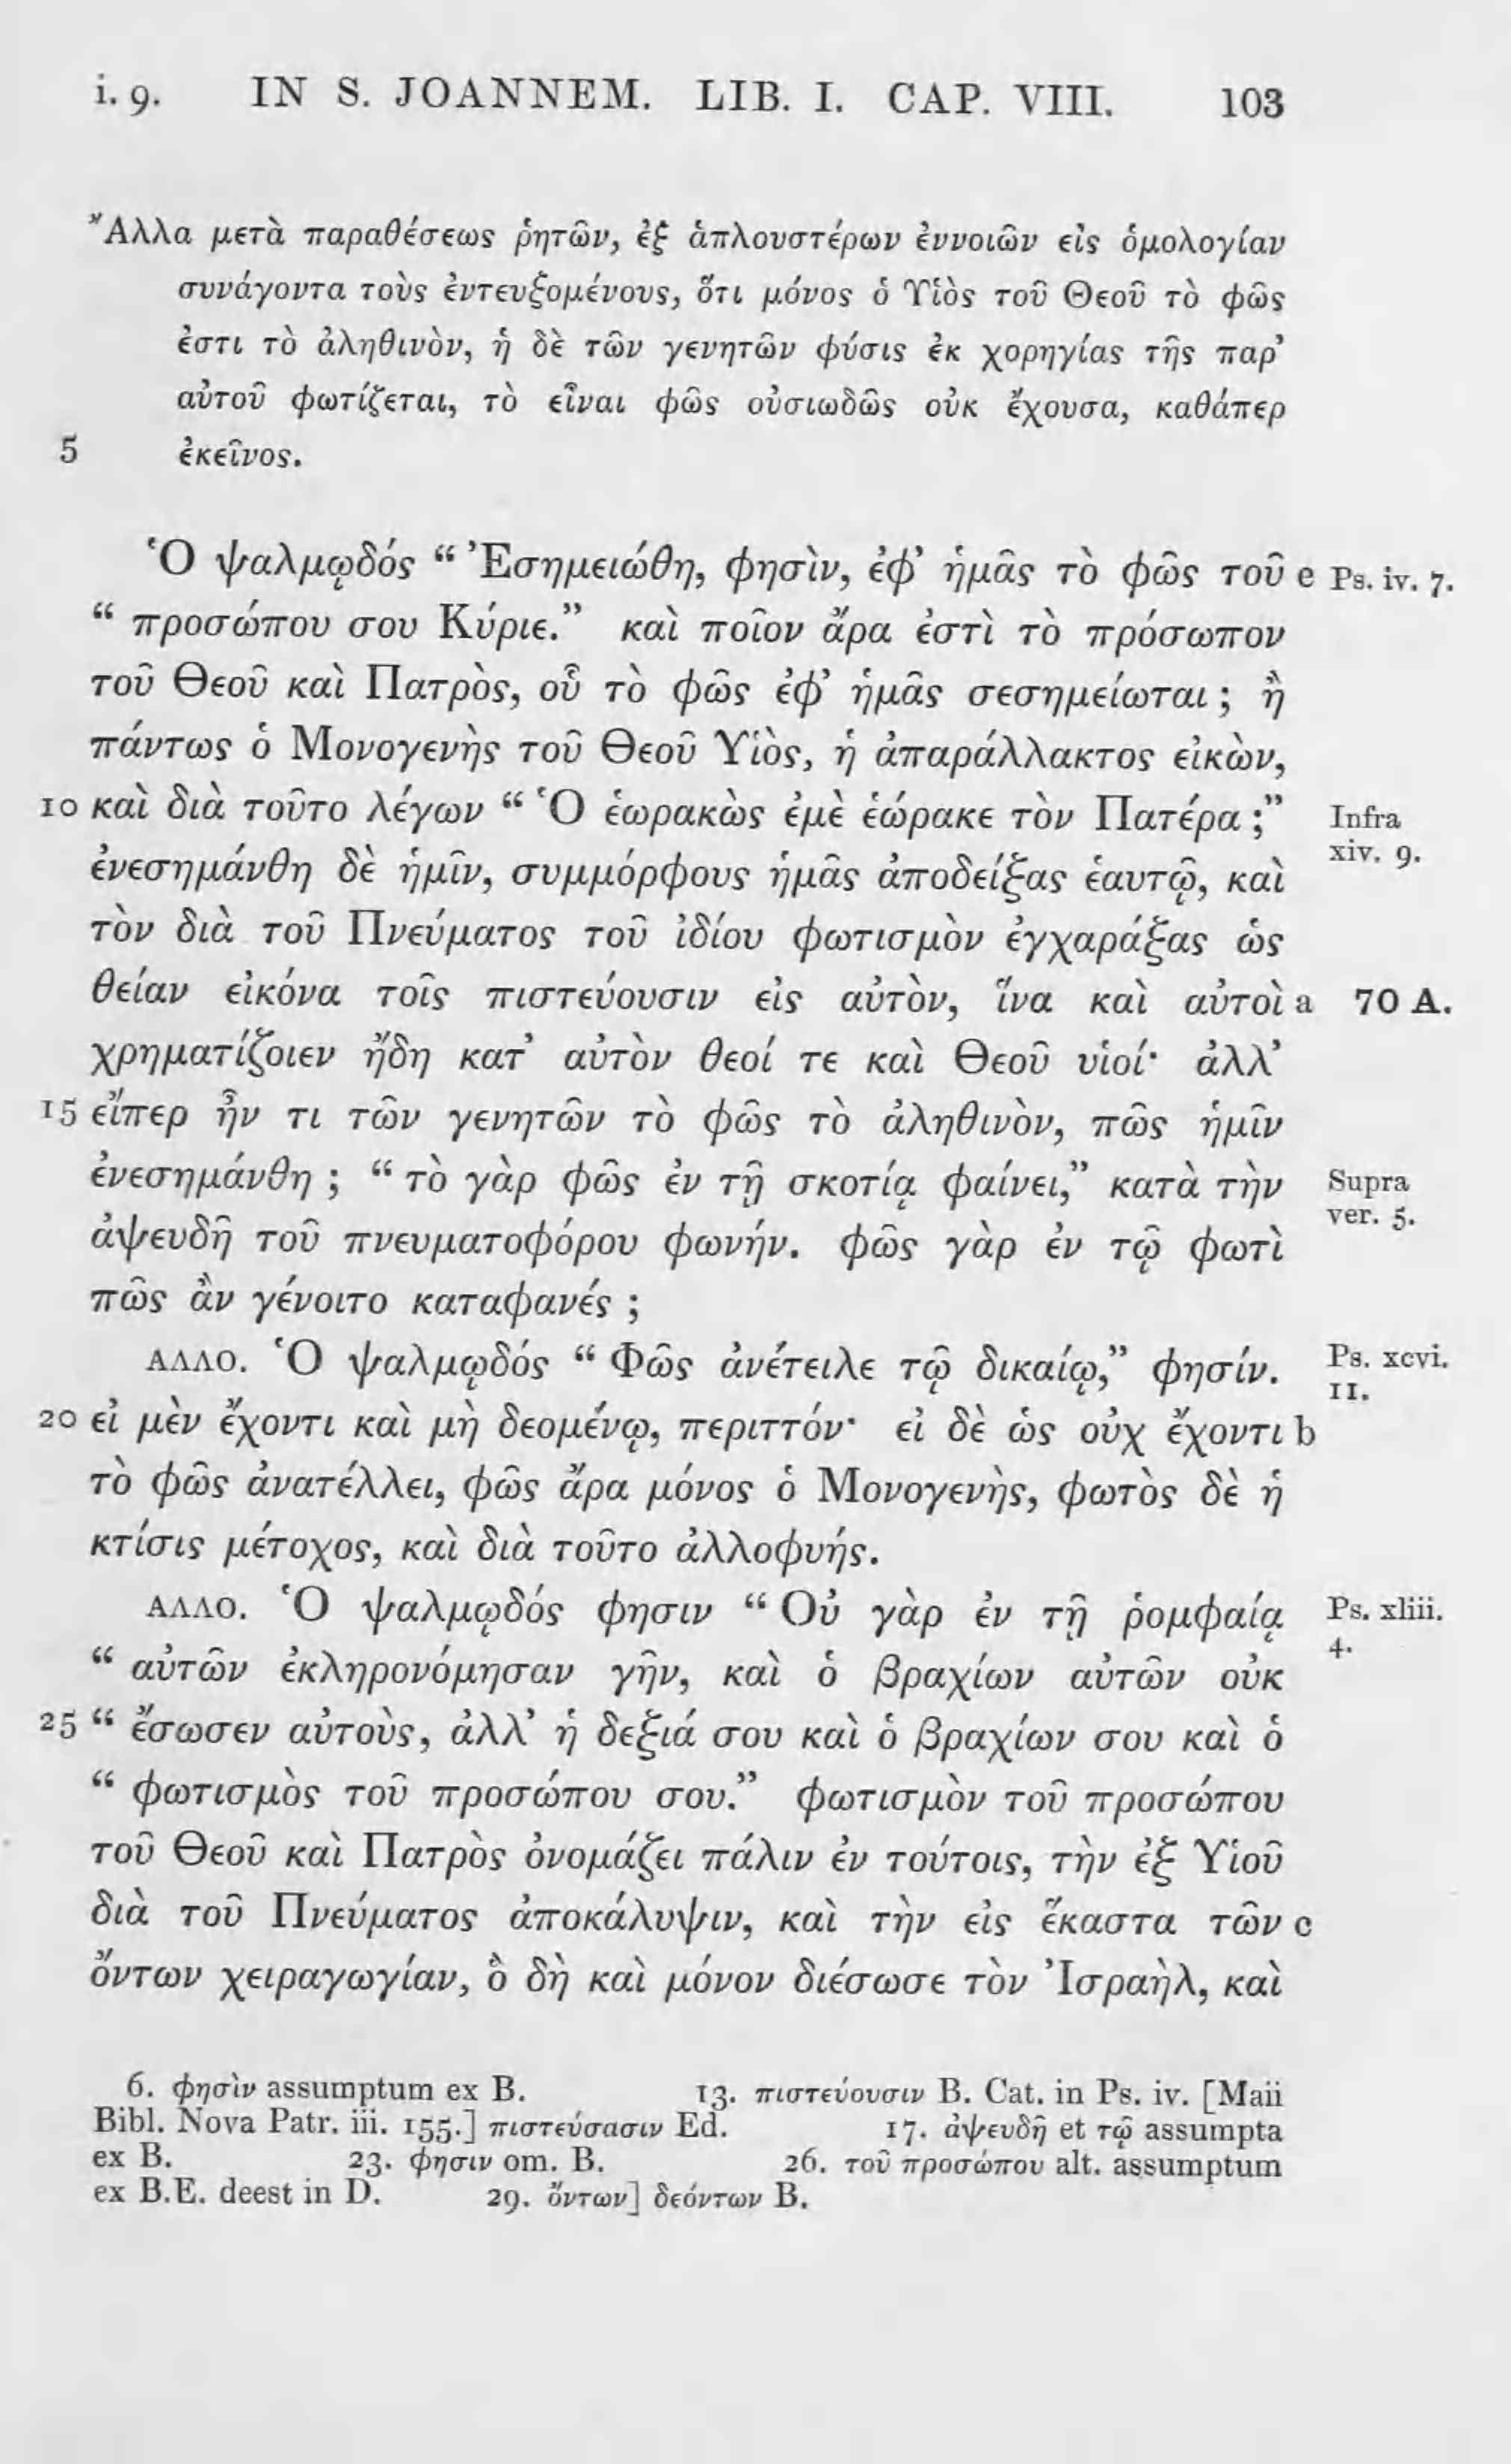 i. 9. IN S. JOANNEM. LIB. I. CAP. VIII. 103
Ἄλλα μετὰ παραθέσεως ῥητῶν, ἐξ ἁπλουστέρων ἐννοιῶν εἰς ὁμολογίαν
συνάγοντα τοὺς ἐντευξομένους, ὅτι μόνος ὁ Υἱὸς τοῦ Θεοῦ τὸ φῶς
ἐστι τὸ ἀληθινὸν, ἡ δὲ τῶν γενητῶν φύσις ἐκ χορηγίας τῆς παρ’
αὐτοῦ φωτίζεται, τὸ εἶναι φῶς οὐσιωδῶς οὐκ ἔχουσα, καθάπερ
5 ἐκεῖνος.
Ὁ ψαλμῳδός “ Ἐσημειώθη, φησὶν, ἐφ’ ἡμᾶς τὸ φῶς τοῦ e Ps. iv. 7.
“ προσώπου σου Κύριε.” καὶ ποῖον ἄρα ἐστὶ τὸ πρόσωπον
τοῦ Θεοῦ καὶ Πατρὸς, οὗ τὸ φῶς ἐφ’ ἡμᾶς σεσημείωται ; ἢ
πάντως ὁ Μονογενὴς τοῦ Θεοῦ Υἱὸς, ἡ ἀπαράλλακτος εἰκὼν,
10 καὶ διὰ τοῦτο λέγων “ Ὁ ἑωρακὼς ἐμὲ ἑώρακε τὸν Πατέρα ;” Infra
xiv. 9.
ἐνεσημάνθη δὲ ἡμῖν, συμμόρφους ἡμᾶς ἀποδείξας ἑαυτῷ, καὶ
τὸν διὰ τοῦ Πνεύματος τοῦ ἰδίου φωτισμὸν ἐγχαράξας ὡς
θείαν εἰκόνα τοῖς πιστεύουσιν εἰς αὐτὸν, ἵνα καὶ αὐτοὶ a 70 A.
χρηματίζοιεν ἤδη κατ’ αὐτὸν θεοί τε καὶ Θεοῦ υἱοί· ἀλλ’
15 εἴπερ ἦν τι τῶν γενητῶν τὸ φῶς τὸ ἀληθινὸν, πῶς ἡμῖν
ἐνεσημάνθη ; “ τὸ γὰρ φῶς ἐν τῇ σκοτίᾳ φαίνει,” κατὰ τὴν Supra
ver. 5.
ἀψευδῆ τοῦ πνευματοφόρου φωνήν. φῶς γὰρ ἐν τῷ φωτὶ
πῶς ἂν γένοιτο καταφανές ;
ΑΛΛΟ. Ὁ ψαλμῳδός “ Φῶς ἀνέτειλε τῷ δικαίῳ,” φησίν. Ps. xcvi.
11.
20 εἰ μὲν ἔχοντι καὶ μὴ δεομένῳ, περιττόν· εἰ δὲ ὡς οὐχ ἔχοντι b
τὸ φῶς ἀνατέλλει, φῶς ἄρα μόνος ὁ Μονογενὴς, φωτὸς δὲ ἡ
κτίσις μέτοχος, καὶ διὰ τοῦτο ἀλλοφυής.
ΑΛΛΟ. Ὁ ψαλμῳδός φησιν “ Οὐ γὰρ ἐν τῇ ῥομφαίᾳ Ps. xliii.
4.
“ αὐτῶν ἐκληρονόμησαν γῆν, καὶ ὁ βραχίων αὐτῶν οὐκ
25 “ ἔσωσεν αὐτοὺς, ἀλλ’ ἡ δεξιά σου καὶ ὁ βραχίων σου καὶ ὁ
“ φωτισμὸς τοῦ προσώπου σου.” φωτισμὸν τοῦ προσώπου
τοῦ Θεοῦ καὶ Πατρὸς ὀνομάζει πάλιν ἐν τούτοις, τὴν ἐξ Υἱοῦ
διὰ τοῦ Πνεύματος ἀποκάλυψιν, καὶ τὴν εἰς ἕκαστα τῶν c
ὄντων χειραγωγίαν, ὃ δὴ καὶ μόνον διέσωσε τὸν Ἰσραὴλ, καὶ
6. φησὶν assumptum ex B. 13. πιστεύουσιν B. Cat. in Ps. iv. [Maii
Bibl. Nova Patr. iii. 155.] πιστεύσασιν Ed. 17. ἀψευδῆ et τῷ assumpta
ex B. 23. φησιν om. B. 26. τοῦ προσώπου alt. assumptum
ex B.E. deest in D. 29. ὄντων] δεόντων B.